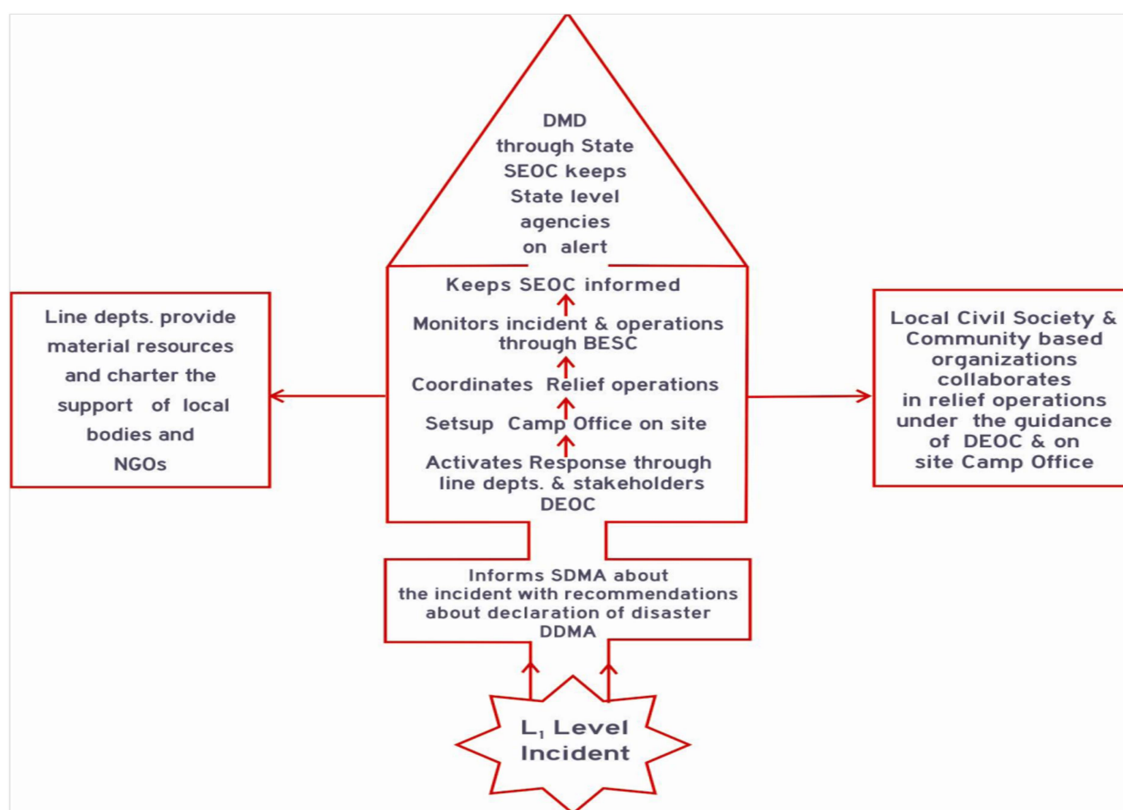 DMD
through State
SEOC keeps
State level
agencies
on alert
Keeps SEOC informed
Monitors incident & operations
through BESC
Coordinates Relief operations
Setsup Camp Office on site
Activates Response through
line depts. & stakeholders
DEOC
Line depts. provide
material resources
and charter the
support of local
bodies and
NGOs
Local Civil Society &
Community based
organizations
collaborates
in relief operations
under the guidance
of DEOC & on
site Camp Office
Informs SDMA about
the incident with recommendations
about declaration of disaster
DDMA
L₁ Level
Incident